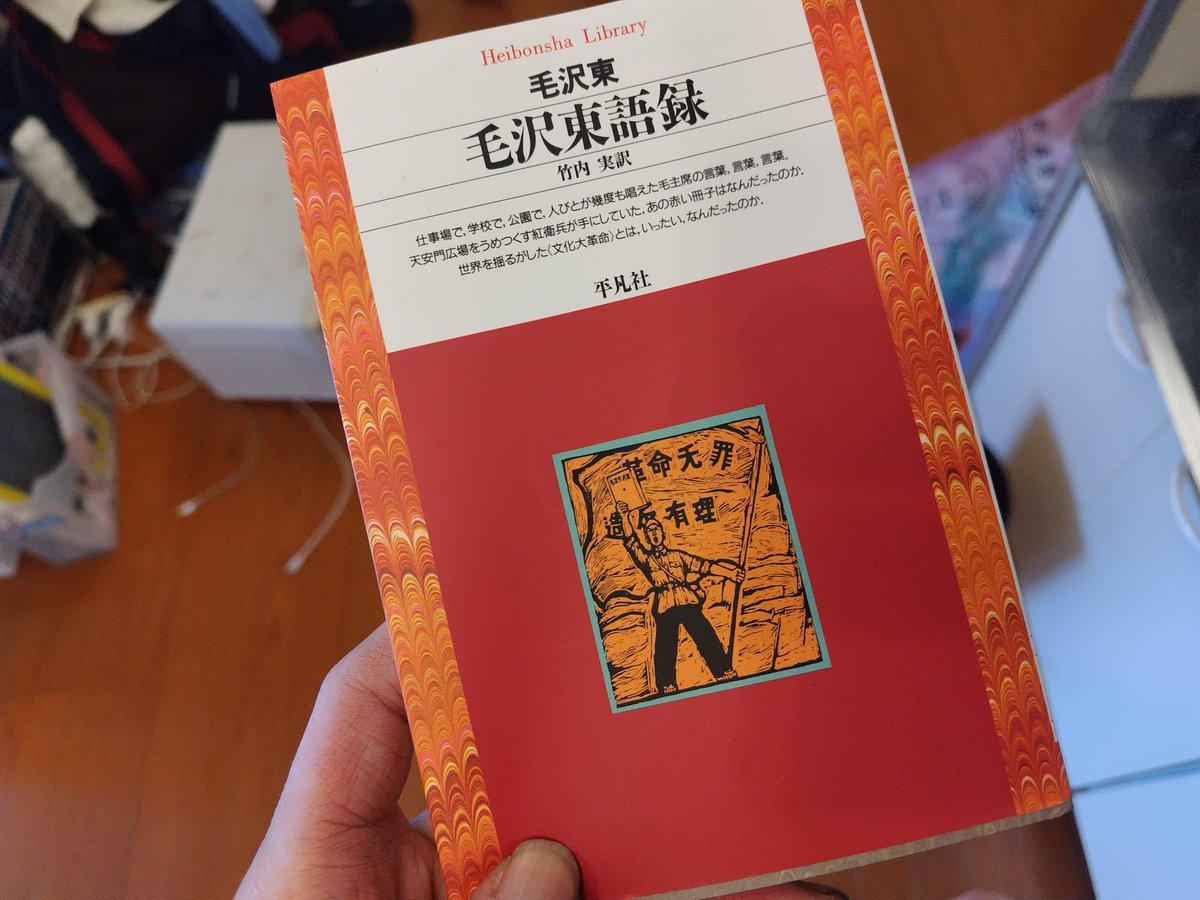 Heibonsha Library
毛沢東
毛沢東語録
竹内 実訳
仕事場で，学校で，公園で，人びとが幾度も唱えた毛主席の言葉，言葉，言葉．
天安門広場をうめつくす紅衛兵が手にしていた，あの赤い冊子はなんだったのか．
世界を揺るがした〈文化大革命〉とは，いったい，なんだったのか．
平凡社
革命无罪
造反有理